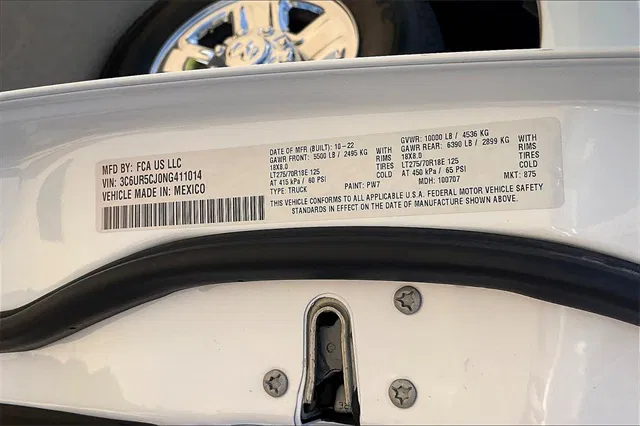 MFD BY: FCA US LLC
VIN: 3C6UR5CJ0NG411014
VEHICLE MADE IN: MEXICO
DATE OF MFR (BUILT): 10-22
GAWR FRONT: 5500 LB / 2495 KG WITH
18X8.0 TIRES
LT275/70R18E 125 COLD
AT 415 kPa / 60 PSI
TYPE: TRUCK PAINT: PW7
GVWR: 10000 LB / 4536 KG
GAWR REAR: 6390 LB / 2899 KG WITH
18X8.0 TIRES
LT275/70R18E 125 COLD
AT 450 kPa / 65 PSI
MDH: 100707 MKT: 875
THIS VEHICLE CONFORMS TO ALL APPLICABLE U.S.A. FEDERAL MOTOR VEHICLE SAFETY
STANDARDS IN EFFECT ON THE DATE OF MANUFACTURE SHOWN ABOVE.